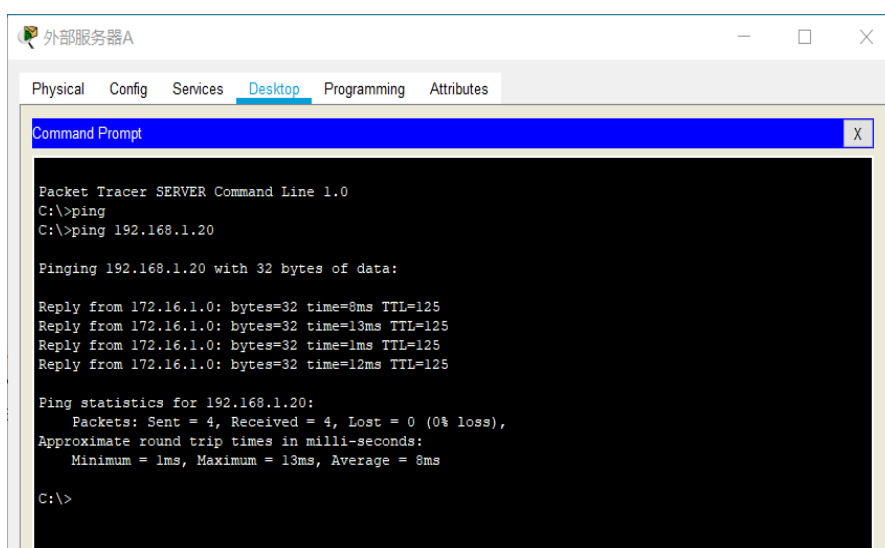 外部服务器A
Physical Config Services Desktop Programming Attributes
Command Prompt
X
Packet Tracer SERVER Command Line 1.0
C:\>ping
C:\>ping 192.168.1.20
Pinging 192.168.1.20 with 32 bytes of data:
Reply from 172.16.1.0: bytes=32 time=8ms TTL=125
Reply from 172.16.1.0: bytes=32 time=13ms TTL=125
Reply from 172.16.1.0: bytes=32 time=1ms TTL=125
Reply from 172.16.1.0: bytes=32 time=12ms TTL=125
Ping statistics for 192.168.1.20:
Packets: Sent = 4, Received = 4, Lost = 0 (0% loss),
Approximate round trip times in milli-seconds:
Minimum = 1ms, Maximum = 13ms, Average = 8ms
C:\>